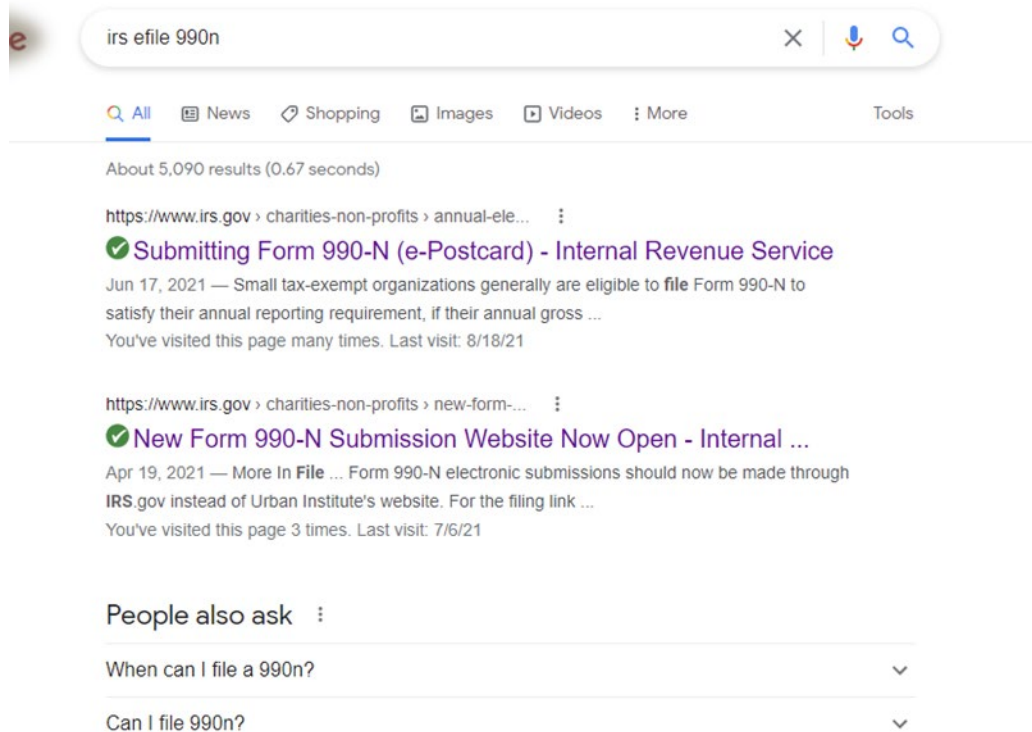 e
irs efile 990n
All News Shopping Images Videos More Tools
About 5,090 results (0.67 seconds)
https://www.irs.gov › charities-non-profits › annual-ele...
Submitting Form 990-N (e-Postcard) - Internal Revenue Service
Jun 17, 2021 — Small tax-exempt organizations generally are eligible to file Form 990-N to
satisfy their annual reporting requirement, if their annual gross ...
You've visited this page many times. Last visit: 8/18/21
https://www.irs.gov › charities-non-profits › new-form-...
New Form 990-N Submission Website Now Open - Internal ...
Apr 19, 2021 — More In File ... Form 990-N electronic submissions should now be made through
IRS.gov instead of Urban Institute's website. For the filing link ...
You've visited this page 3 times. Last visit: 7/6/21
People also ask
When can I file a 990n?
Can I file 990n?